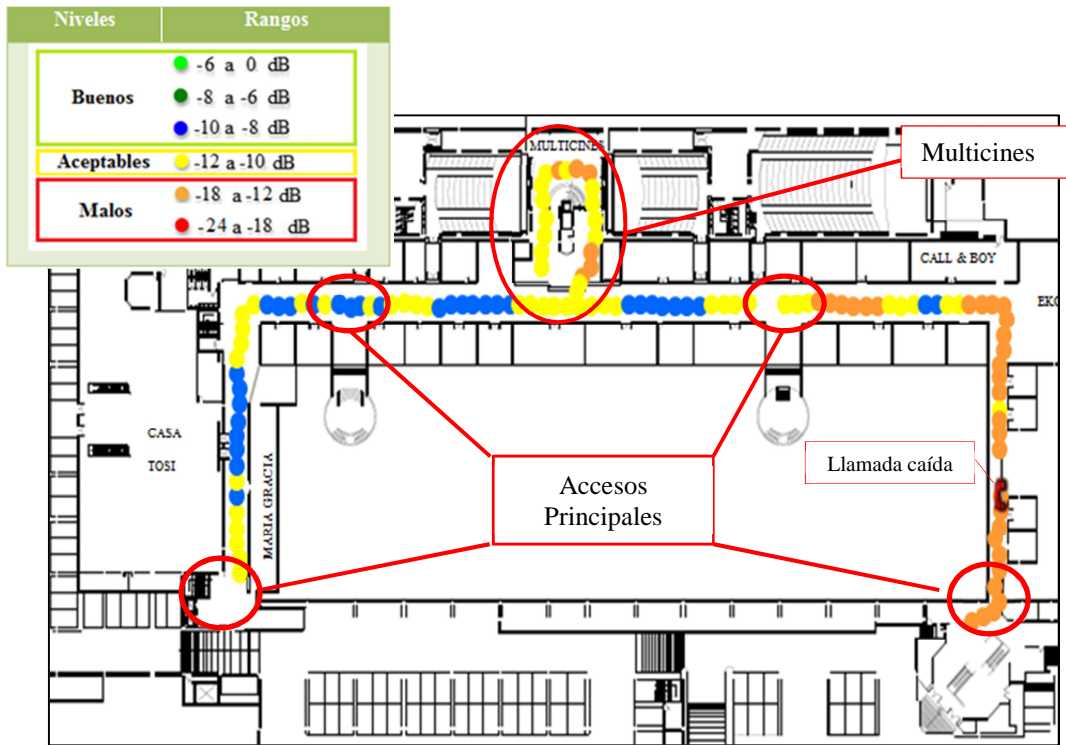 Niveles Rangos
Buenos
-6 a 0 dB
-8 a -6 dB
-10 a -8 dB
Aceptables -12 a -10 dB
Malos
-18 a -12 dB
-24 a -18 dB
MULTICINES
Multicines
CALL & BOY
EKO
CASA
TOSI
MARIA GRACIA
Llamada caída
Accesos
Principales